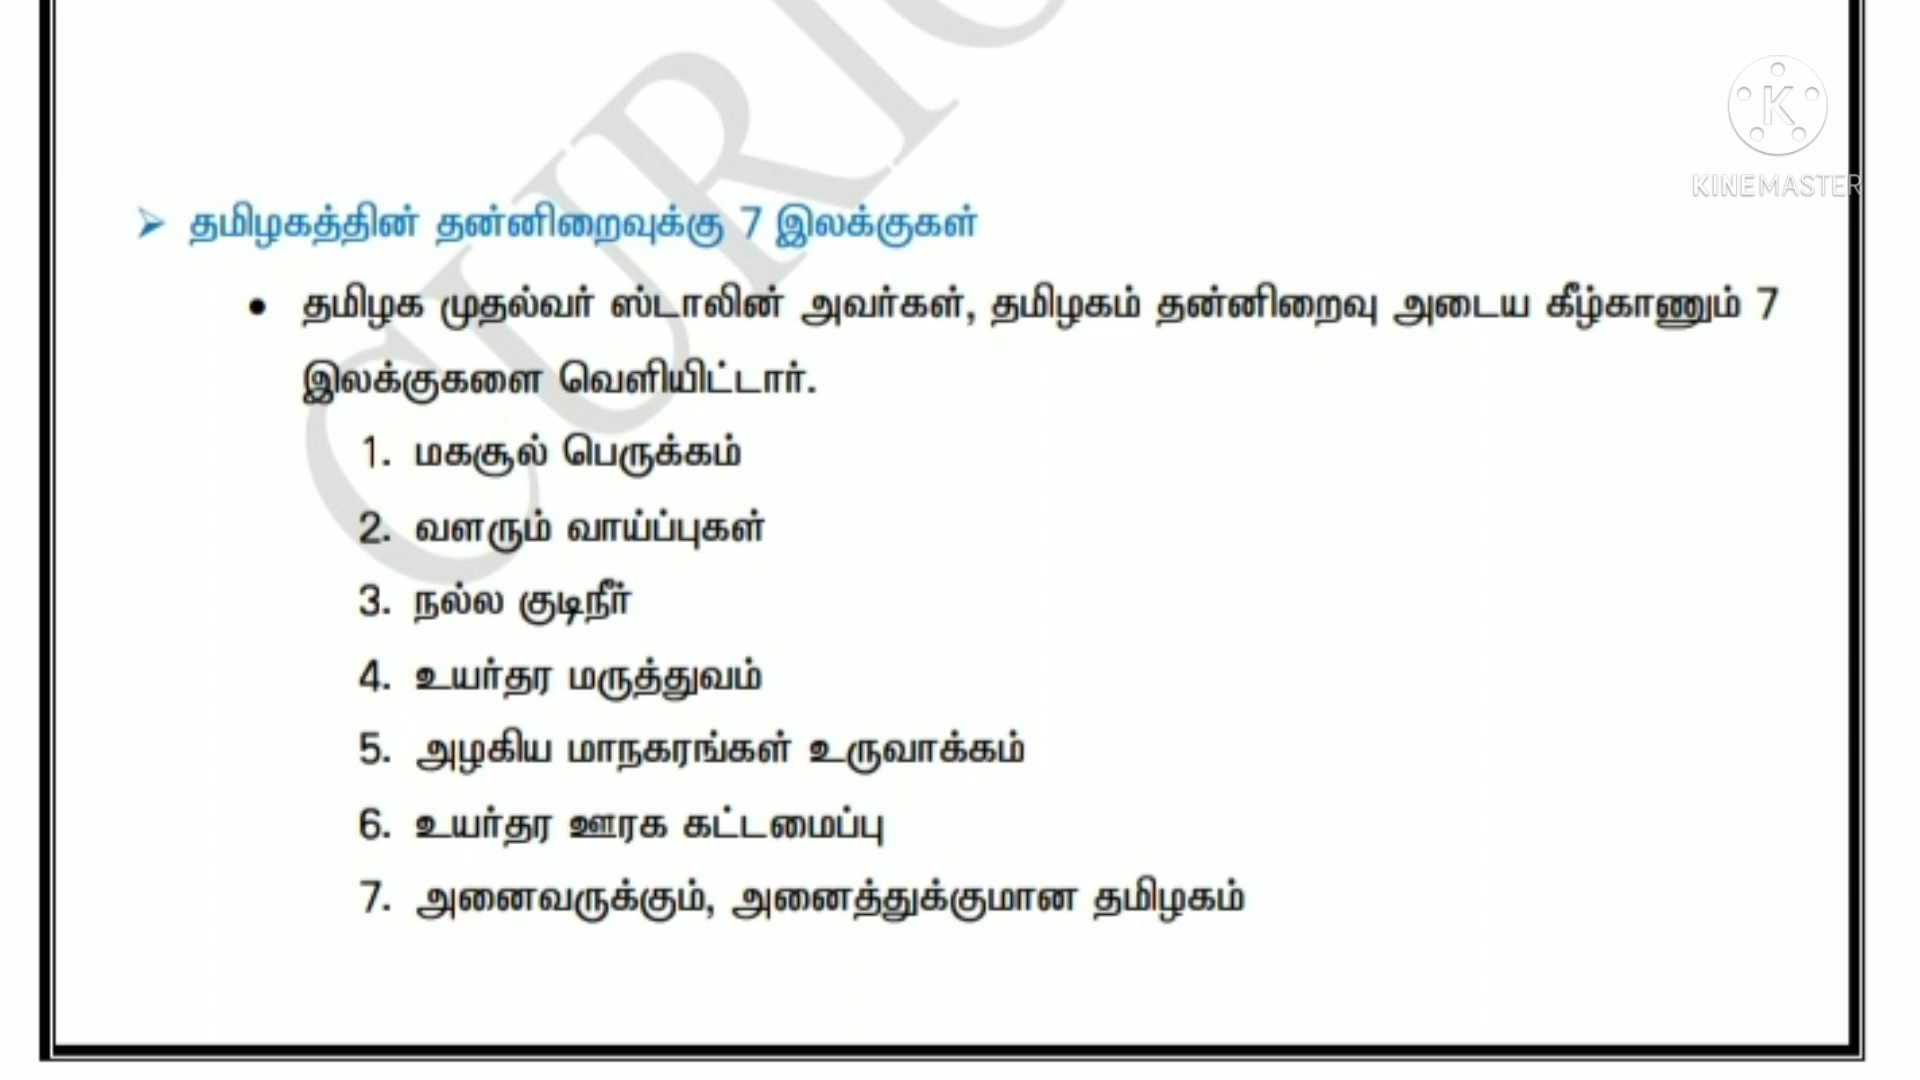 KINEMASTER
➤ தமிழகத்தின் தன்னிறைவுக்கு 7 இலக்குகள்
• தமிழக முதல்வர் ஸ்டாலின் அவர்கள், தமிழகம் தன்னிறைவு அடைய கீழ்காணும் 7
இலக்குகளை வெளியிட்டார்.
1. மகசூல் பெருக்கம்
2. வளரும் வாய்ப்புகள்
3. நல்ல குடிநீர்
4. உயர்தர மருத்துவம்
5. அழகிய மாநகரங்கள் உருவாக்கம்
6. உயர்தர ஊரக கட்டமைப்பு
7. அனைவருக்கும், அனைத்துக்குமான தமிழகம்